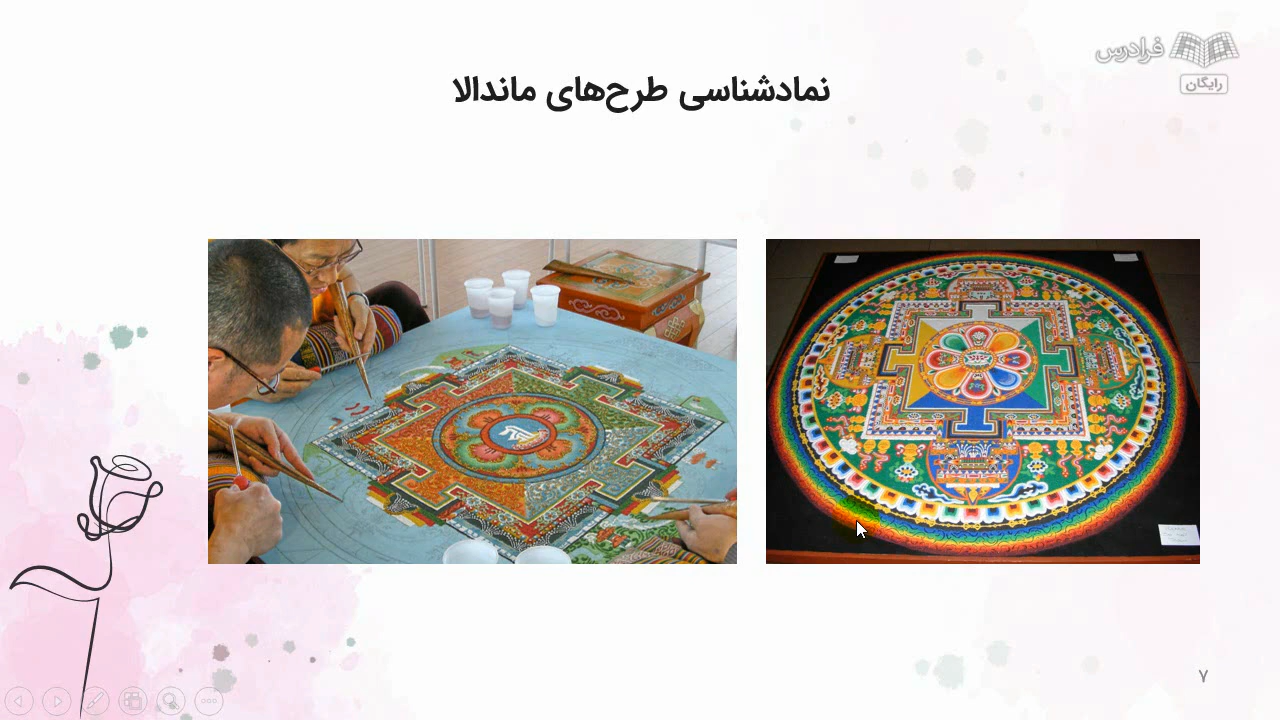 فرادرس
رایگان
نمادشناسی طرح‌های ماندالا
۷